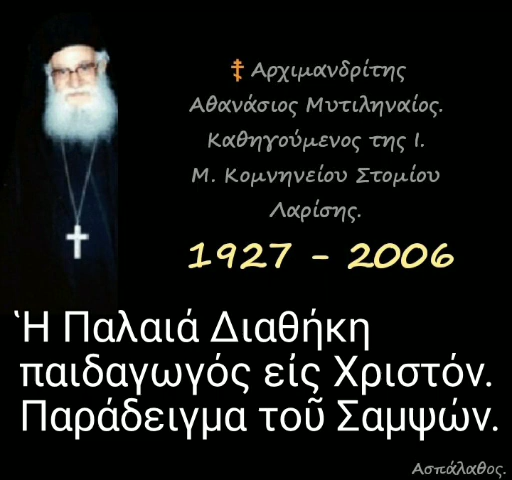 ‡ Αρχιμανδρίτης
Αθανάσιος Μυτιληναίος.
Καθηγούμενος της Ι.
Μ. Κομνηνείου Στομίου
Λαρίσης.
1927 - 2006
Ἡ Παλαιά Διαθήκη
παιδαγωγός είς Χριστόν.
Παράδειγμα τοῦ Σαμψών.
Ασπάλαθος.